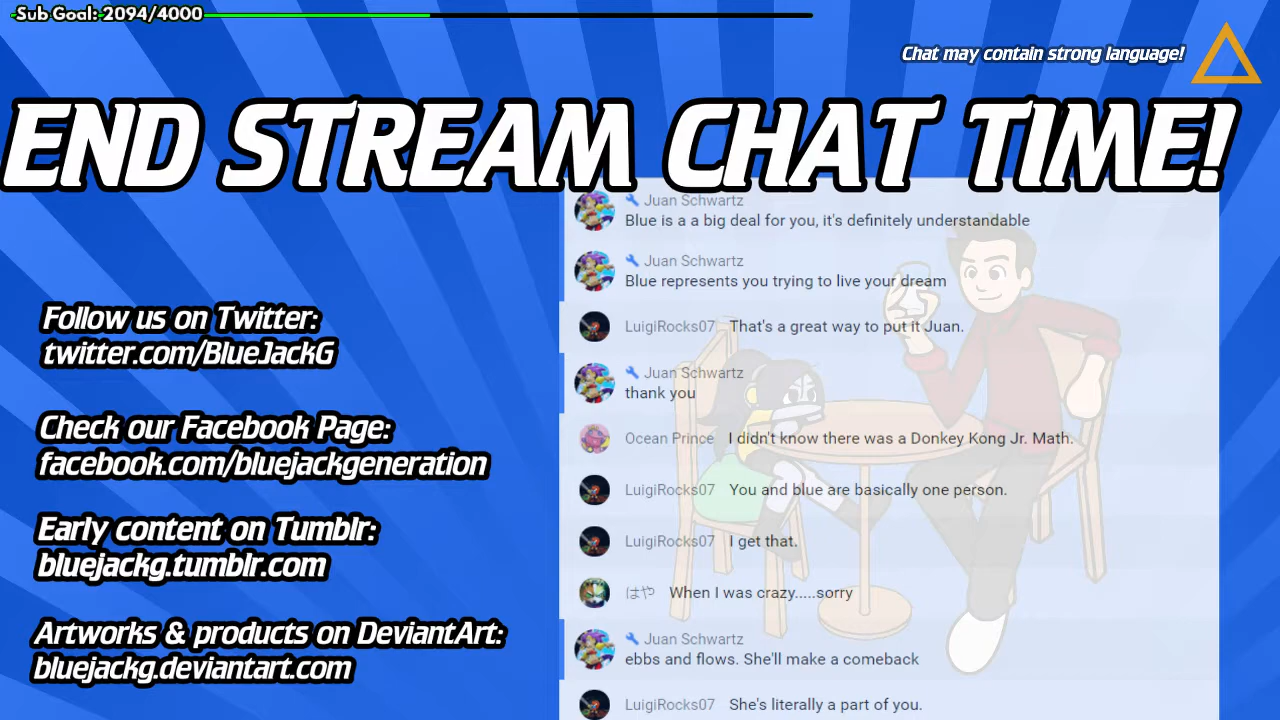 Sub Goal: 2094/4000
Chat may contain strong language!
END STREAM CHAT TIME!
Follow us on Twitter:
twitter.com/BlueJackG
Check our Facebook Page:
facebook.com/bluejackgeneration
Early content on Tumblr:
bluejackg.tumblr.com
Artworks & products on DeviantArt:
bluejackg.deviantart.com
Juan Schwartz
Blue is a a big deal for you, it's definitely understandable
Juan Schwartz
Blue represents you trying to live your dream
LuigiRocks07 That's a great way to put it Juan.
Juan Schwartz
thank you
Ocean Prince I didn't know there was a Donkey Kong Jr. Math.
LuigiRocks07 You and blue are basically one person.
LuigiRocks07 I get that.
はや When I was crazy.....sorry
Juan Schwartz
ebbs and flows. She'll make a comeback
LuigiRocks07 She's literally a part of you.